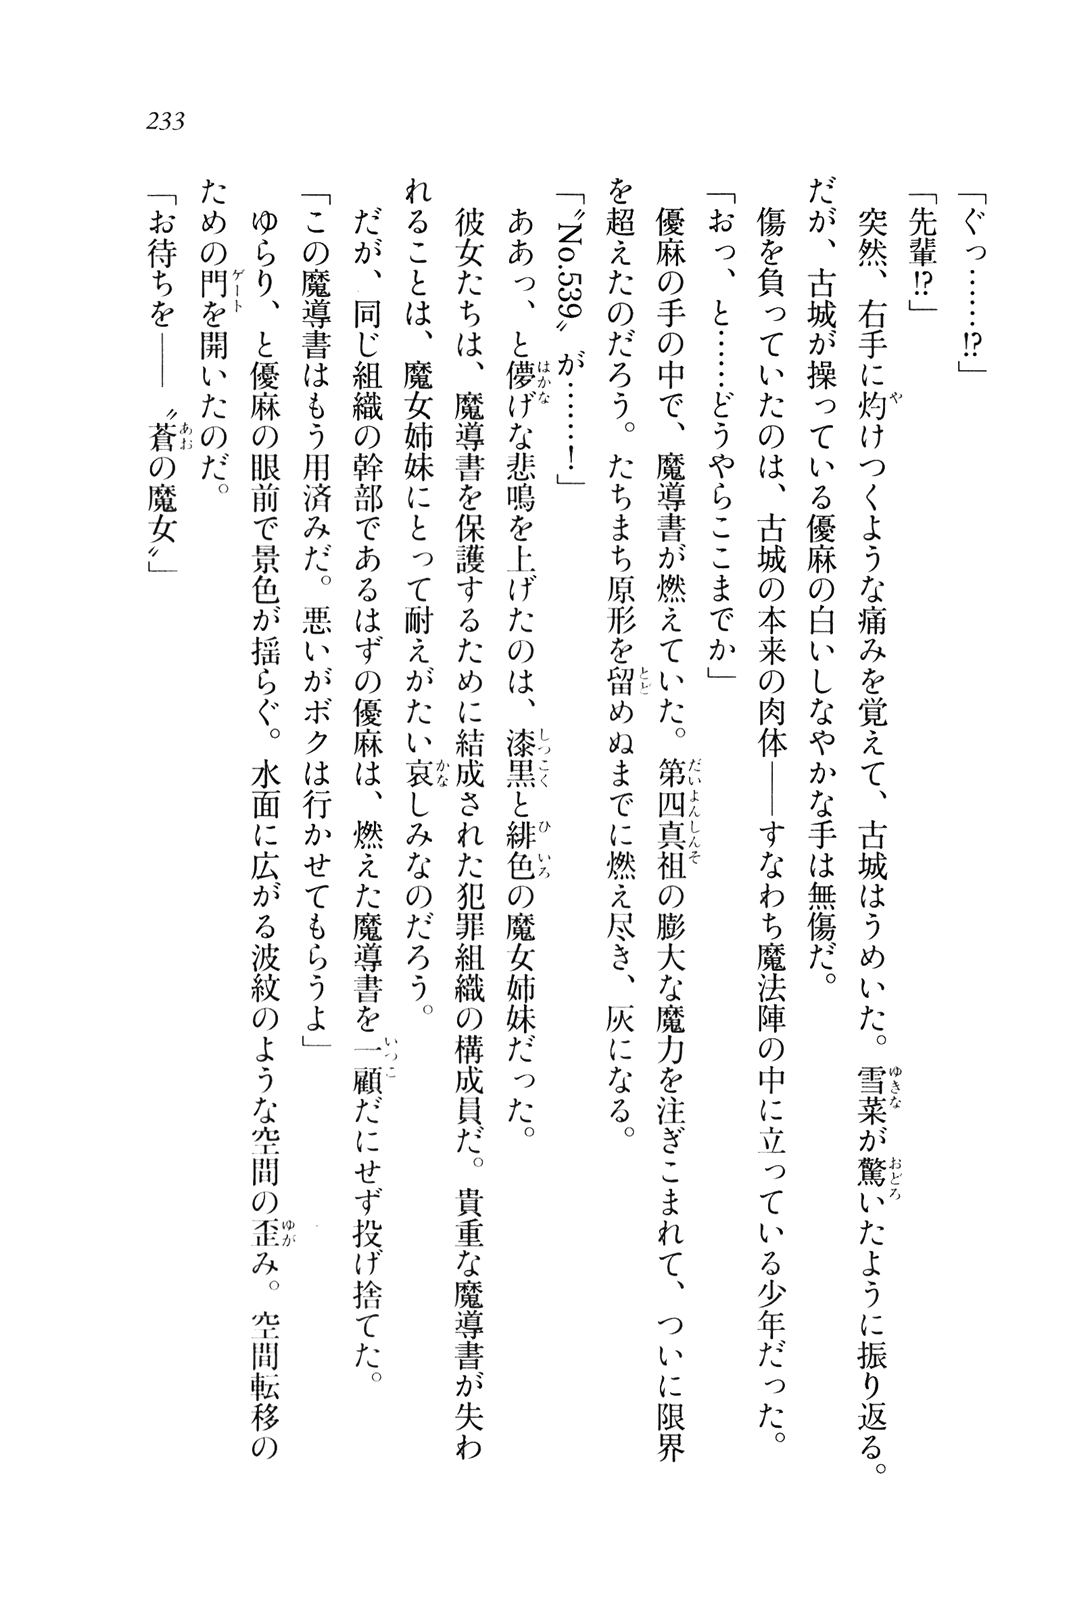 233
「ぐっ……!?」
「先輩!?」
　突然、右手に灼けつくような痛みを覚えて、古城はうめいた。雪菜が驚いたように振り返る。
だが、古城が操っている優麻の白いしなやかな手は無傷だ。
　傷を負っていたのは、古城の本来の肉体――すなわち魔法陣の中に立っている少年だった。
「おっ、と……どうやらここまでか」
　優麻の手の中で、魔導書が燃えていた。第四真祖の膨大な魔力を注ぎこまれて、ついに限界
を超えたのだろう。たちまち原形を留めぬまでに燃え尽き、灰になる。
「〝No.539〟が……！」
　ああっ、と儚げな悲鳴を上げたのは、漆黒と緋色の魔女姉妹だった。
　彼女たちは、魔導書を保護するために結成された犯罪組織の構成員だ。貴重な魔導書が失わ
れることは、魔女姉妹にとって耐えがたい哀しみなのだろう。
　だが、同じ組織の幹部であるはずの優麻は、燃えた魔導書を一顧だにせず投げ捨てた。
「この魔導書はもう用済みだ。悪いがボクは行かせてもらうよ」
　ゆらり、と優麻の眼前で景色が揺らぐ。水面に広がる波紋のような空間の歪み。空間転移の
ための門を開いたのだ。
「お待ちを――〝蒼の魔女〟」